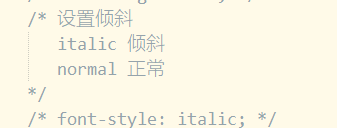 /* 设置倾斜
italic 倾斜
normal 正常
*/
/* font-style: italic; */